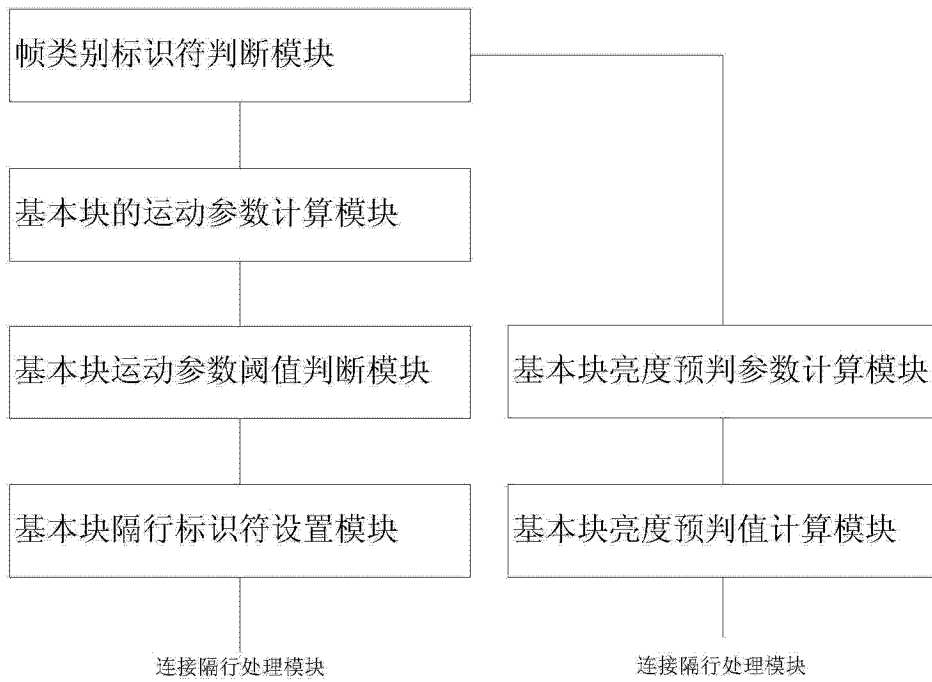 帧类别标识符判断模块
基本块的运动参数计算模块
基本块运动参数阈值判断模块
基本块亮度预判参数计算模块
基本块隔行标识符设置模块
基本块亮度预判值计算模块
连接隔行处理模块
连接隔行处理模块